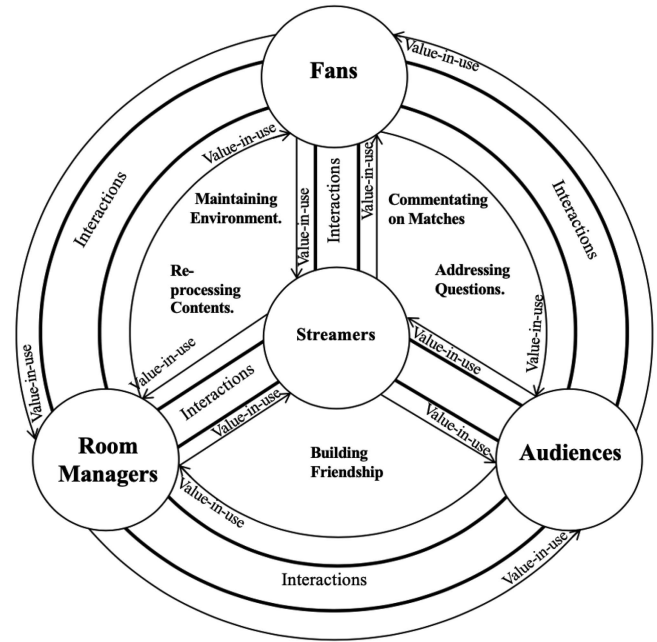 Fans
Value-in-use
Value-in-use
Interactions
Interactions
Value-in-use
Interactions
Value-in-use
Maintaining
Environment.
Commentating
on Matches
Re-
processing
Contents.
Addressing
Questions.
Streamers
Value-in-use
Value-in-use
Value-in-use
Value-in-use
Interactions
Value-in-use
Value-in-use
Room
Managers
Audiences
Building
Friendship
Value-in-use
Interactions
Value-in-use